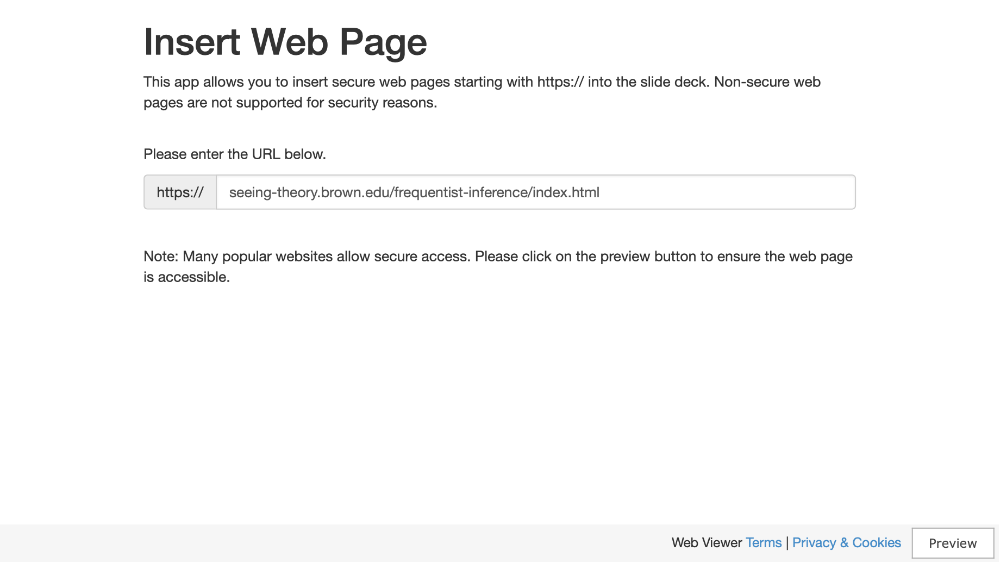 Insert Web Page
This app allows you to insert secure web pages starting with https:// into the slide deck. Non-secure web
pages are not supported for security reasons.
Please enter the URL below.
https:// seeing-theory.brown.edu/frequentist-inference/index.html
Note: Many popular websites allow secure access. Please click on the preview button to ensure the web page
is accessible.
Web Viewer Terms | Privacy & Cookies Preview